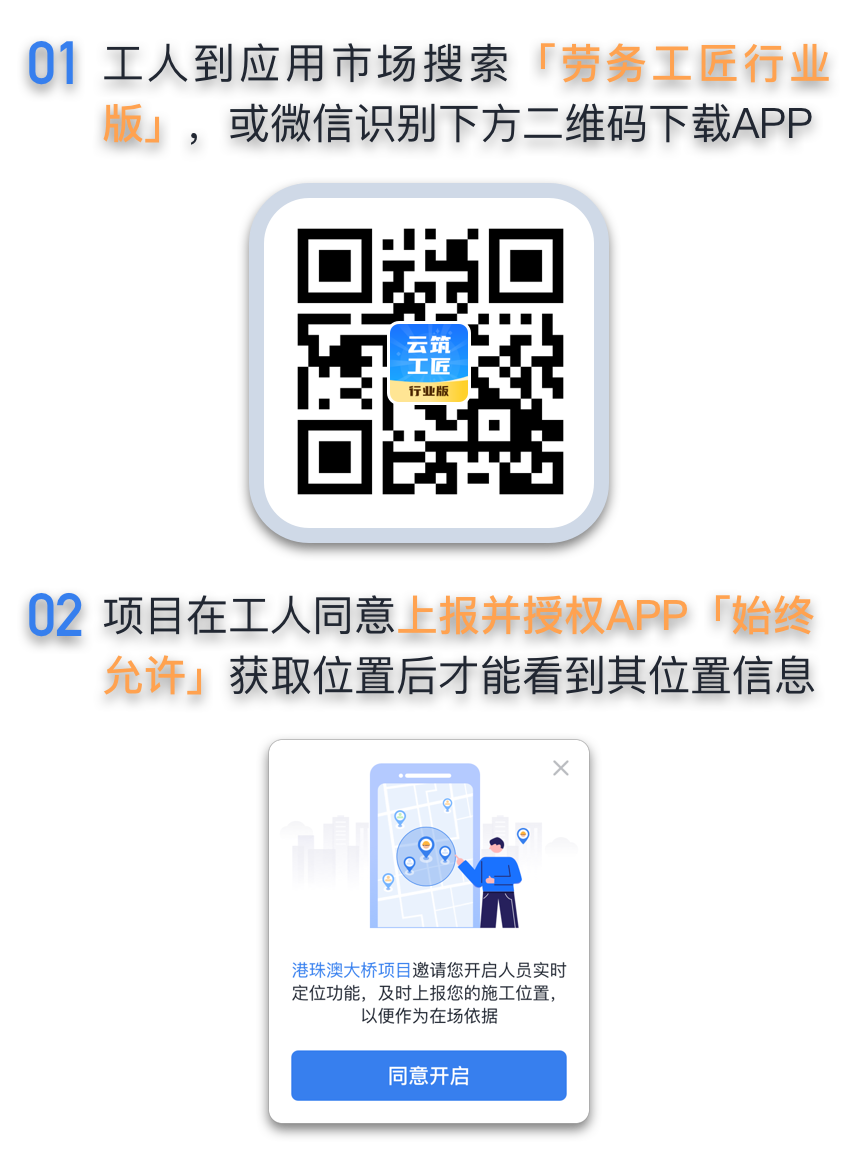 01 工人到应用市场搜索「劳务工匠行业
版」，或微信识别下方二维码下载APP
云筑
工匠
行业版
02 项目在工人同意上报并授权APP「始终
允许」获取位置后才能看到其位置信息
港珠澳大桥项目邀请您开启人员实时
定位功能，及时上报您的施工位置，
以便作为在场依据
同意开启